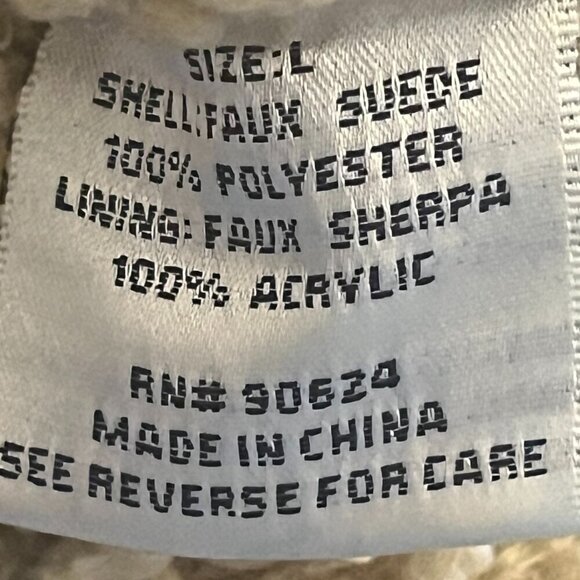 SIZE:L
SHELL:FAUX SUEDE
100% POLYESTER
LINING: FAUX SHERPA
100% ACRYLIC
RN# 90634
MADE IN CHINA
SEE REVERSE FOR CARE